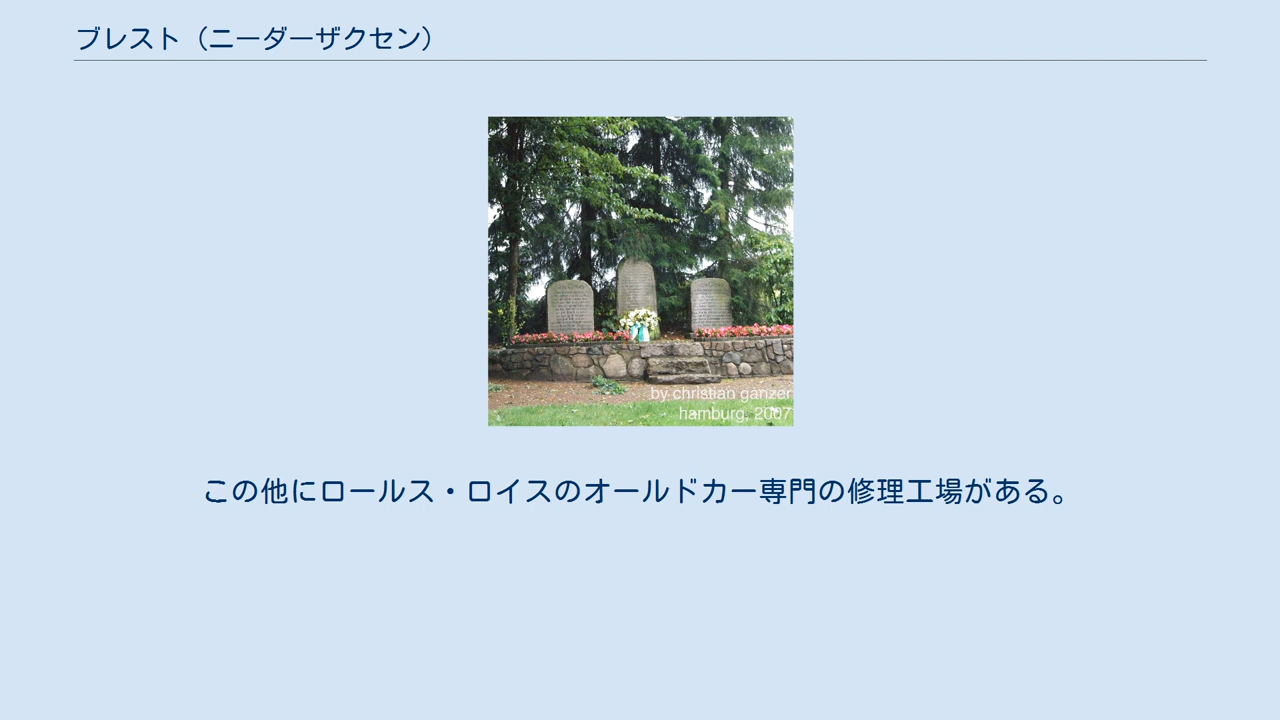 ブレスト（ニーダーザクセン）
by christian ganzer
hamburg, 2007
この他にロールス・ロイスのオールドカー専門の修理工場がある。